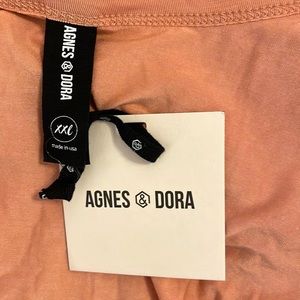 AGNES & DORA
XXL
made in usa
AGNES & DORA